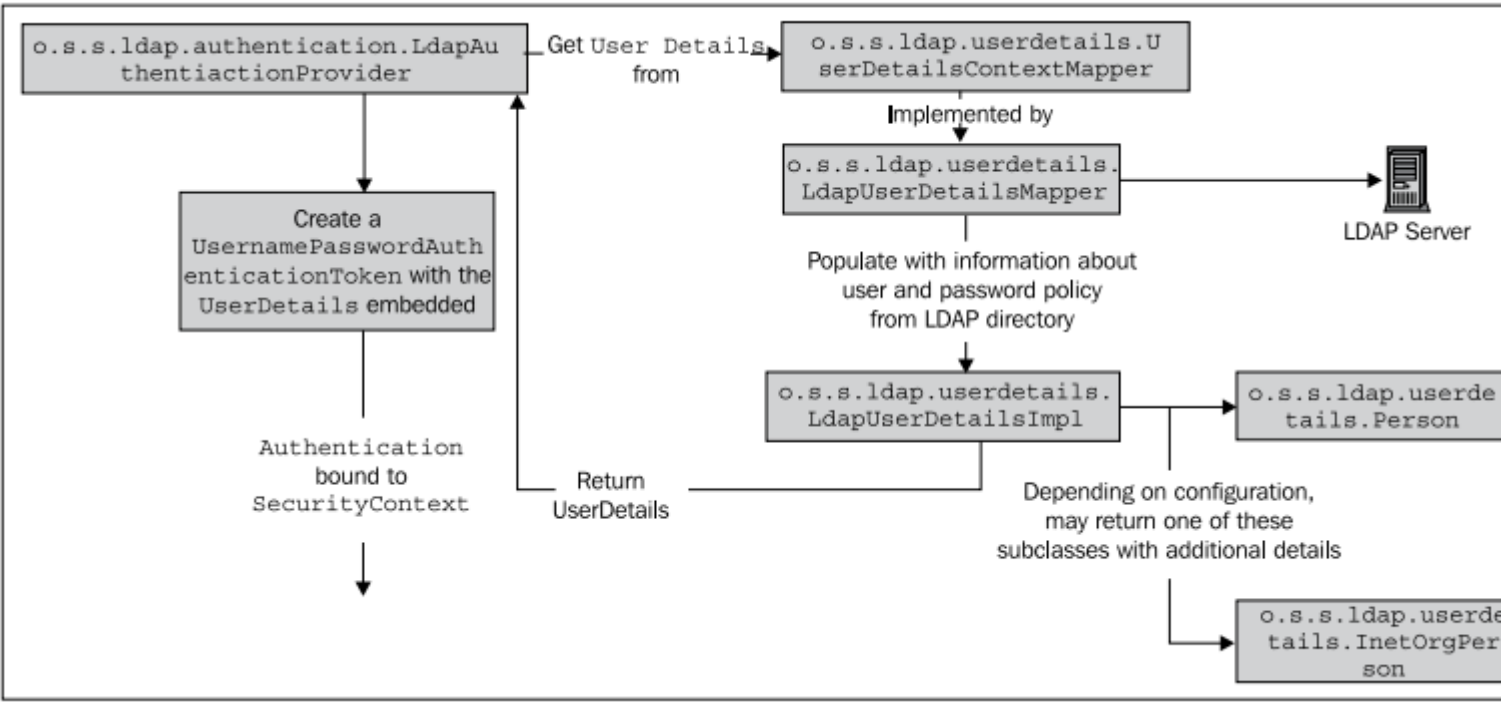 o.s.s.ldap.authentication.LdapAu
thentiactionProvider
Get User Details
from
o.s.s.ldap.userdetails.U
serDetailsContextMapper
Implemented by
o.s.s.ldap.userdetails.
LdapUserDetailsMapper
LDAP Server
Create a
UsernamePasswordAuth
enticationToken with the
UserDetails embedded
Populate with information about
user and password policy
from LDAP directory
o.s.s.ldap.userdetails.
LdapUserDetailsImpl
o.s.s.ldap.userde
tails.Person
Authentication
bound to
SecurityContext
Return
UserDetails
Depending on configuration,
may return one of these
subclasses with additional details
o.s.s.ldap.userde
tails.InetOrgPer
son